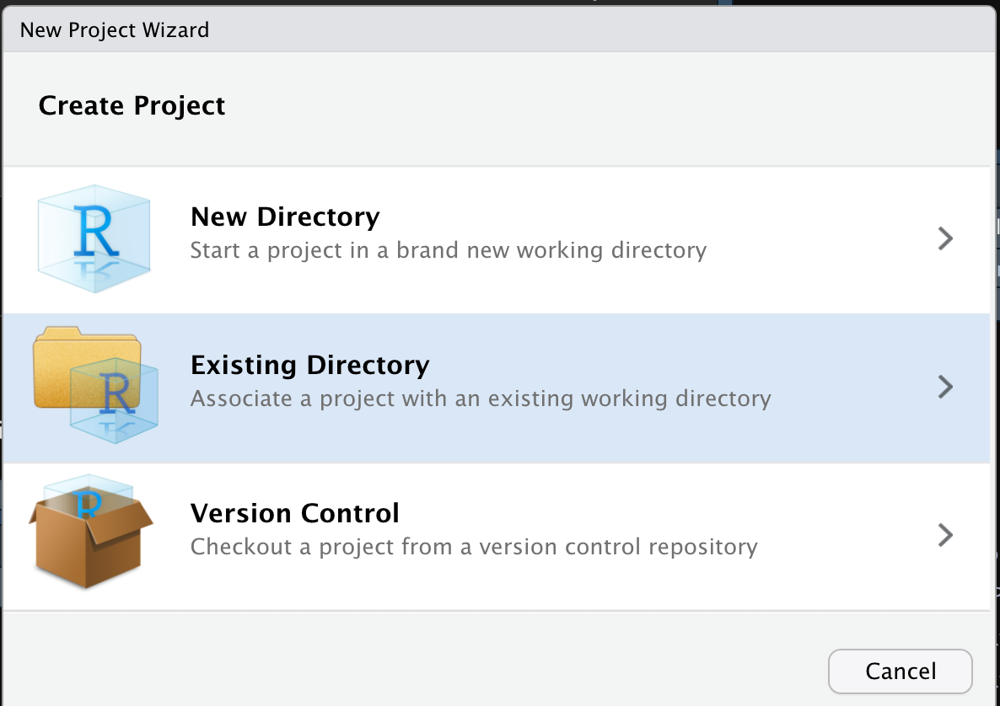 New Project Wizard
Create Project
New Directory
Start a project in a brand new working directory
Existing Directory
Associate a project with an existing working directory
Version Control
Checkout a project from a version control repository
Cancel